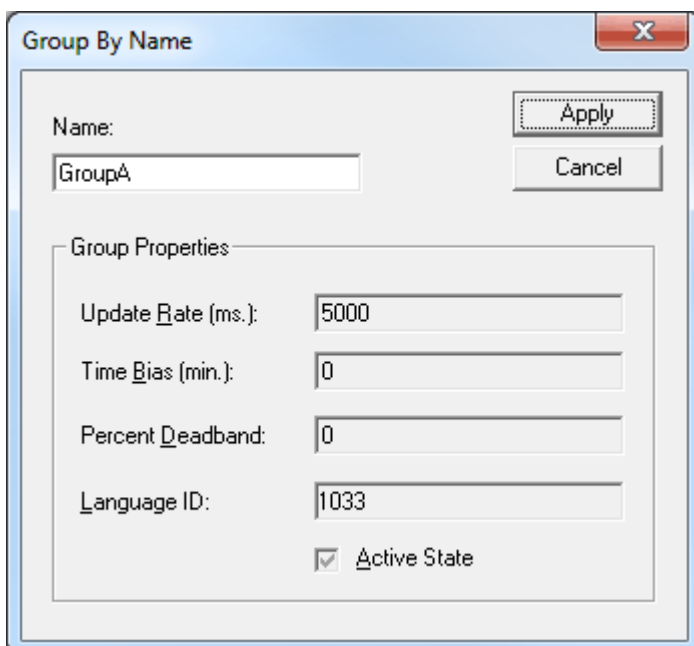 Group By Name
Name:
Apply
GroupA
Cancel
Group Properties
Update Rate (ms.):
5000
Time Bias (min.):
0
Percent Deadband:
0
Language ID:
1033
Active State